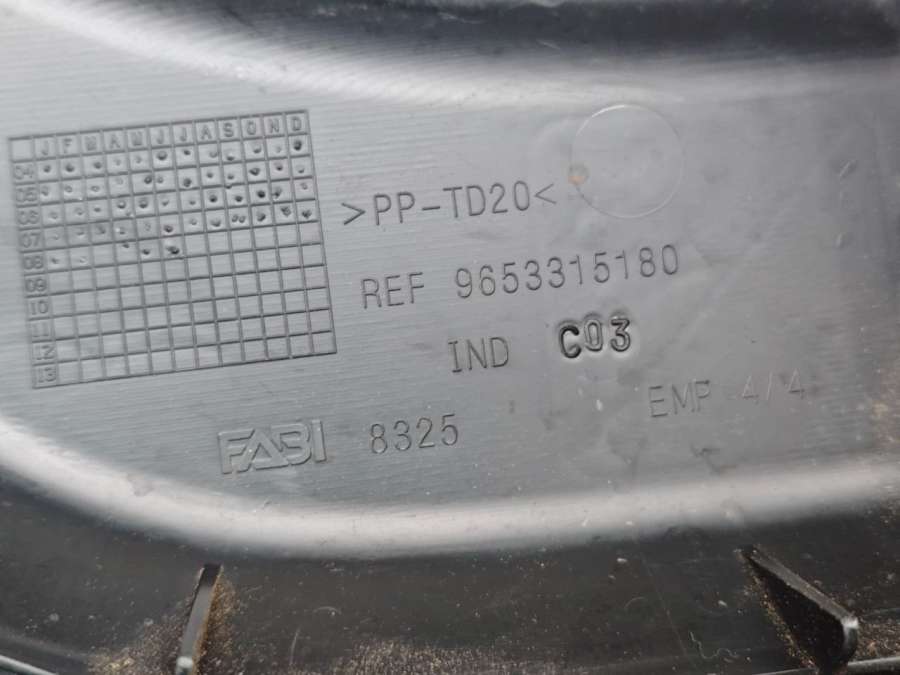 J F M A M J J A S O N D
04
05
06
07
08
09
10
11
12
13
>PP-TD20<
REF 9653315180
IND C03
EMP 4/4
FABI 8325